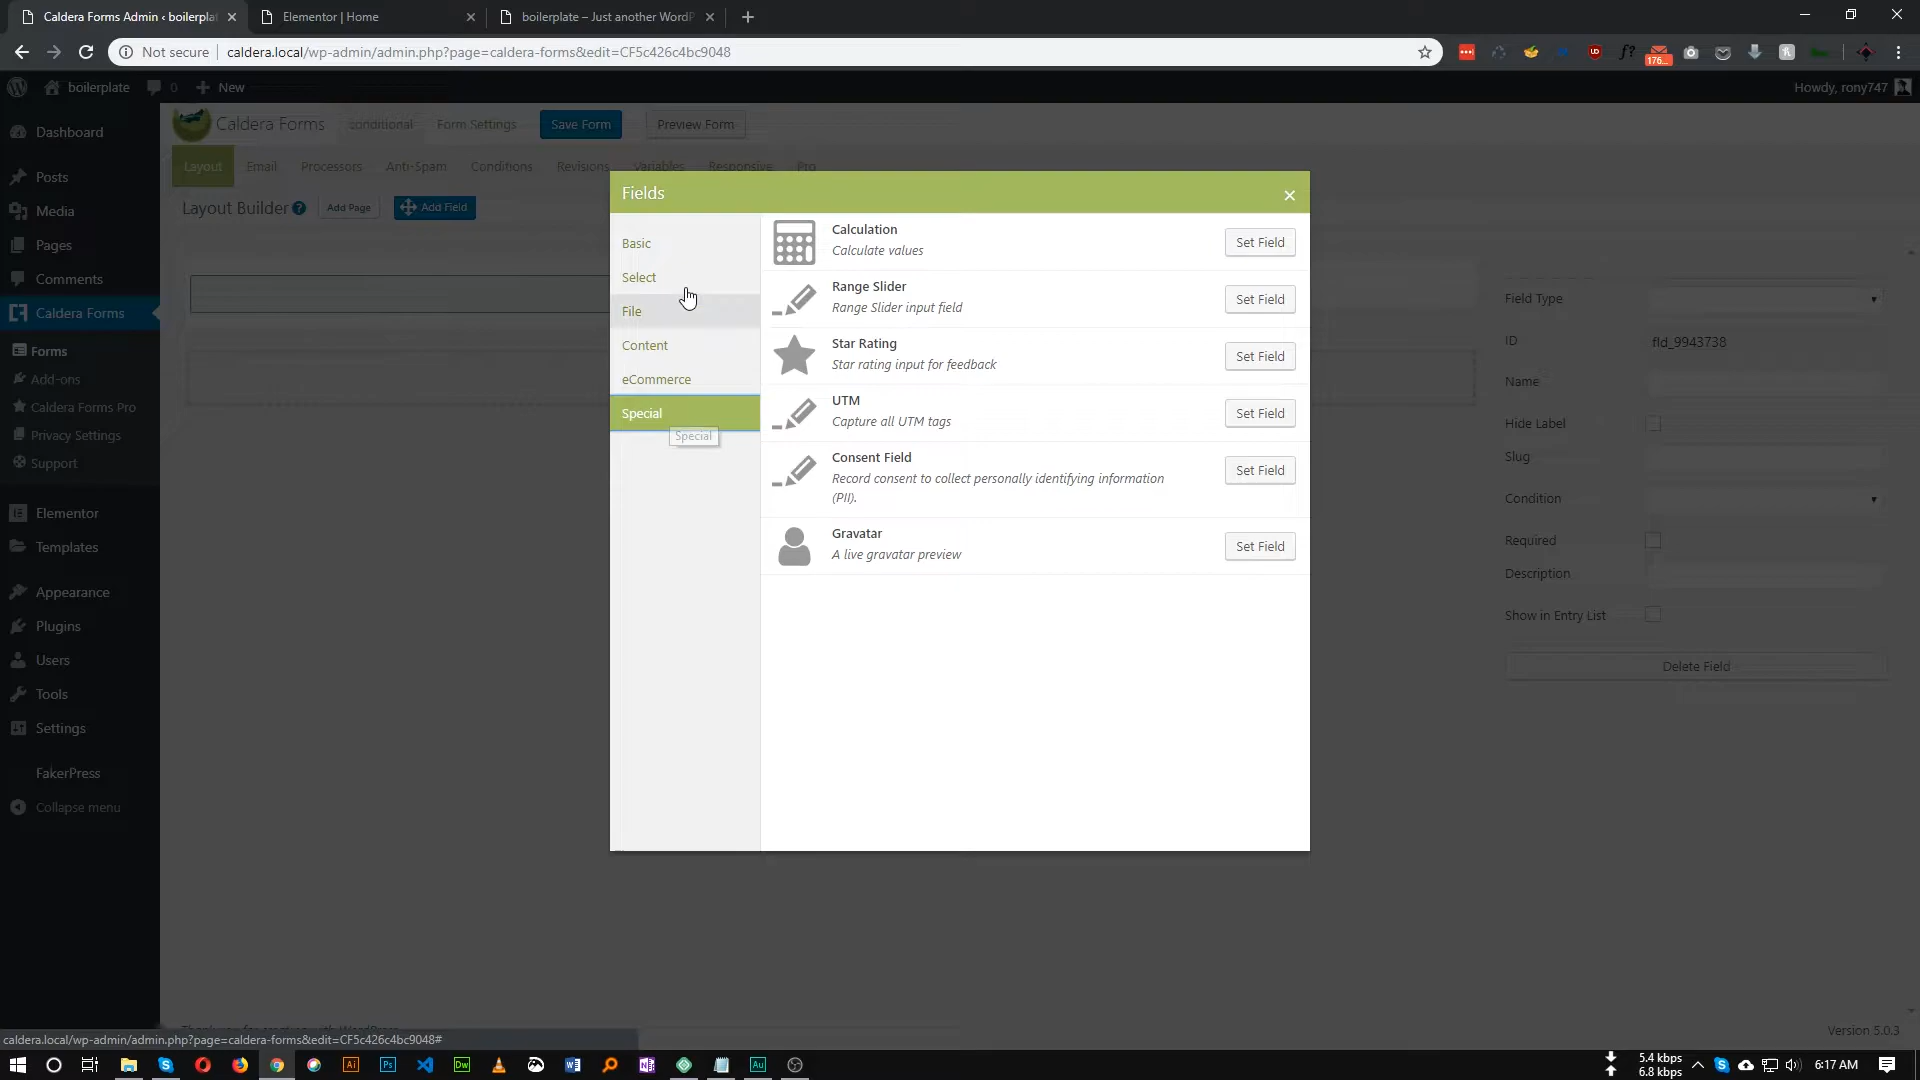 Caldera Forms Admin ‹ boilerplat
Elementor | Home
boilerplate – Just another WordP
Not secure
caldera.local/wp-admin/admin.php?page=caldera-forms&edit=CF5c426c4bc9048
176...
boilerplate
0
New
Howdy, rony747
Caldera Forms
conditional
Form Settings
Save Form
Preview Form
Layout
Email
Processors
Anti-Spam
Conditions
Revisions
Variables
Responsive
Pro
Layout Builder
Add Page
Add Field
Dashboard
Posts
Media
Pages
Comments
Caldera Forms
Forms
Add-ons
Caldera Forms Pro
Privacy Settings
Support
Elementor
Templates
Appearance
Plugins
Users
Tools
Settings
FakerPress
Collapse menu
Fields
Basic
Select
File
Content
eCommerce
Special
Special
Calculation
Calculate values
Set Field
Range Slider
Range Slider input field
Set Field
Star Rating
Star rating input for feedback
Set Field
UTM
Capture all UTM tags
Set Field
Consent Field
Record consent to collect personally identifying information
(PII).
Set Field
Gravatar
A live gravatar preview
Set Field
Field Type
ID
fld_9943738
Name
Hide Label
Slug
Condition
Required
Description
Show in Entry List
Delete Field
Version 5.0.3
caldera.local/wp-admin/admin.php?page=caldera-forms&edit=CF5c426c4bc9048#
5.4 kbps
6.8 kbps
6:17 AM